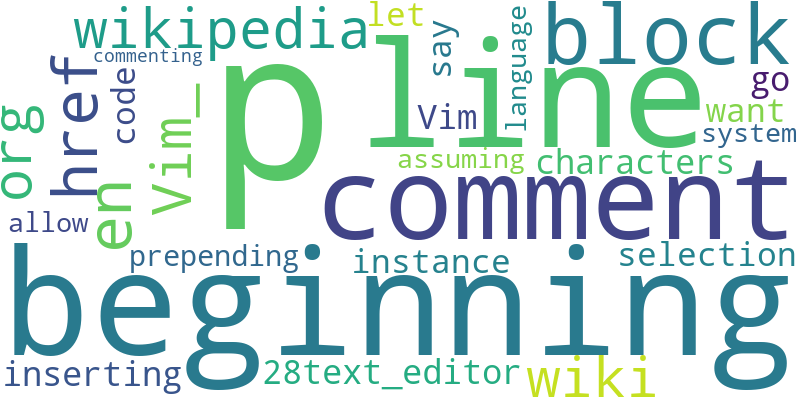 wikipedia
let
say
language
block
commenting
p
line
go
href
code
Vim_
Vim
want
system
org
en
assuming
characters
comment
allow
prepending
instance
selection
beginning
inserting
28text_editor
wiki